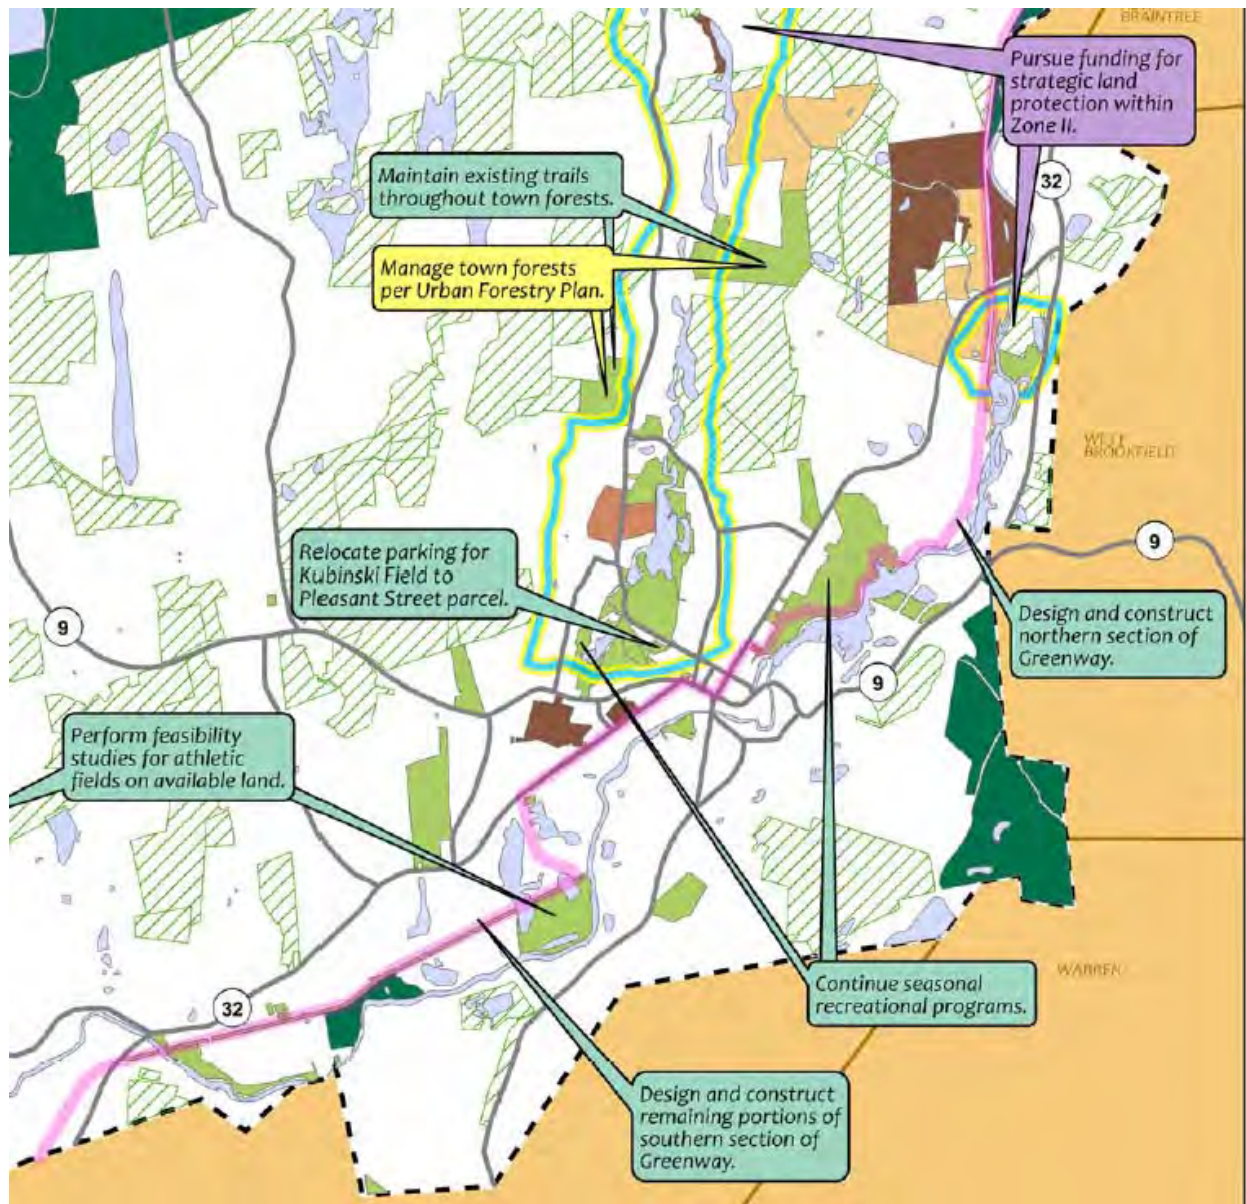 BRAINTREE
Pursue funding for
strategic land
protection within
Zone II.
32
Maintain existing trails
throughout town forests.
Manage town forests
per Urban Forestry Plan.
WEST
BROOKFIELD
9
Relocate parking for
Kubinski Field to
Pleasant Street parcel.
Design and construct
northern section of
Greenway.
9
9
Perform feasibility
studies for athletic
fields on available land.
WARREN
Continue seasonal
recreational programs.
32
Design and construct
remaining portions of
southern section of
Greenway.